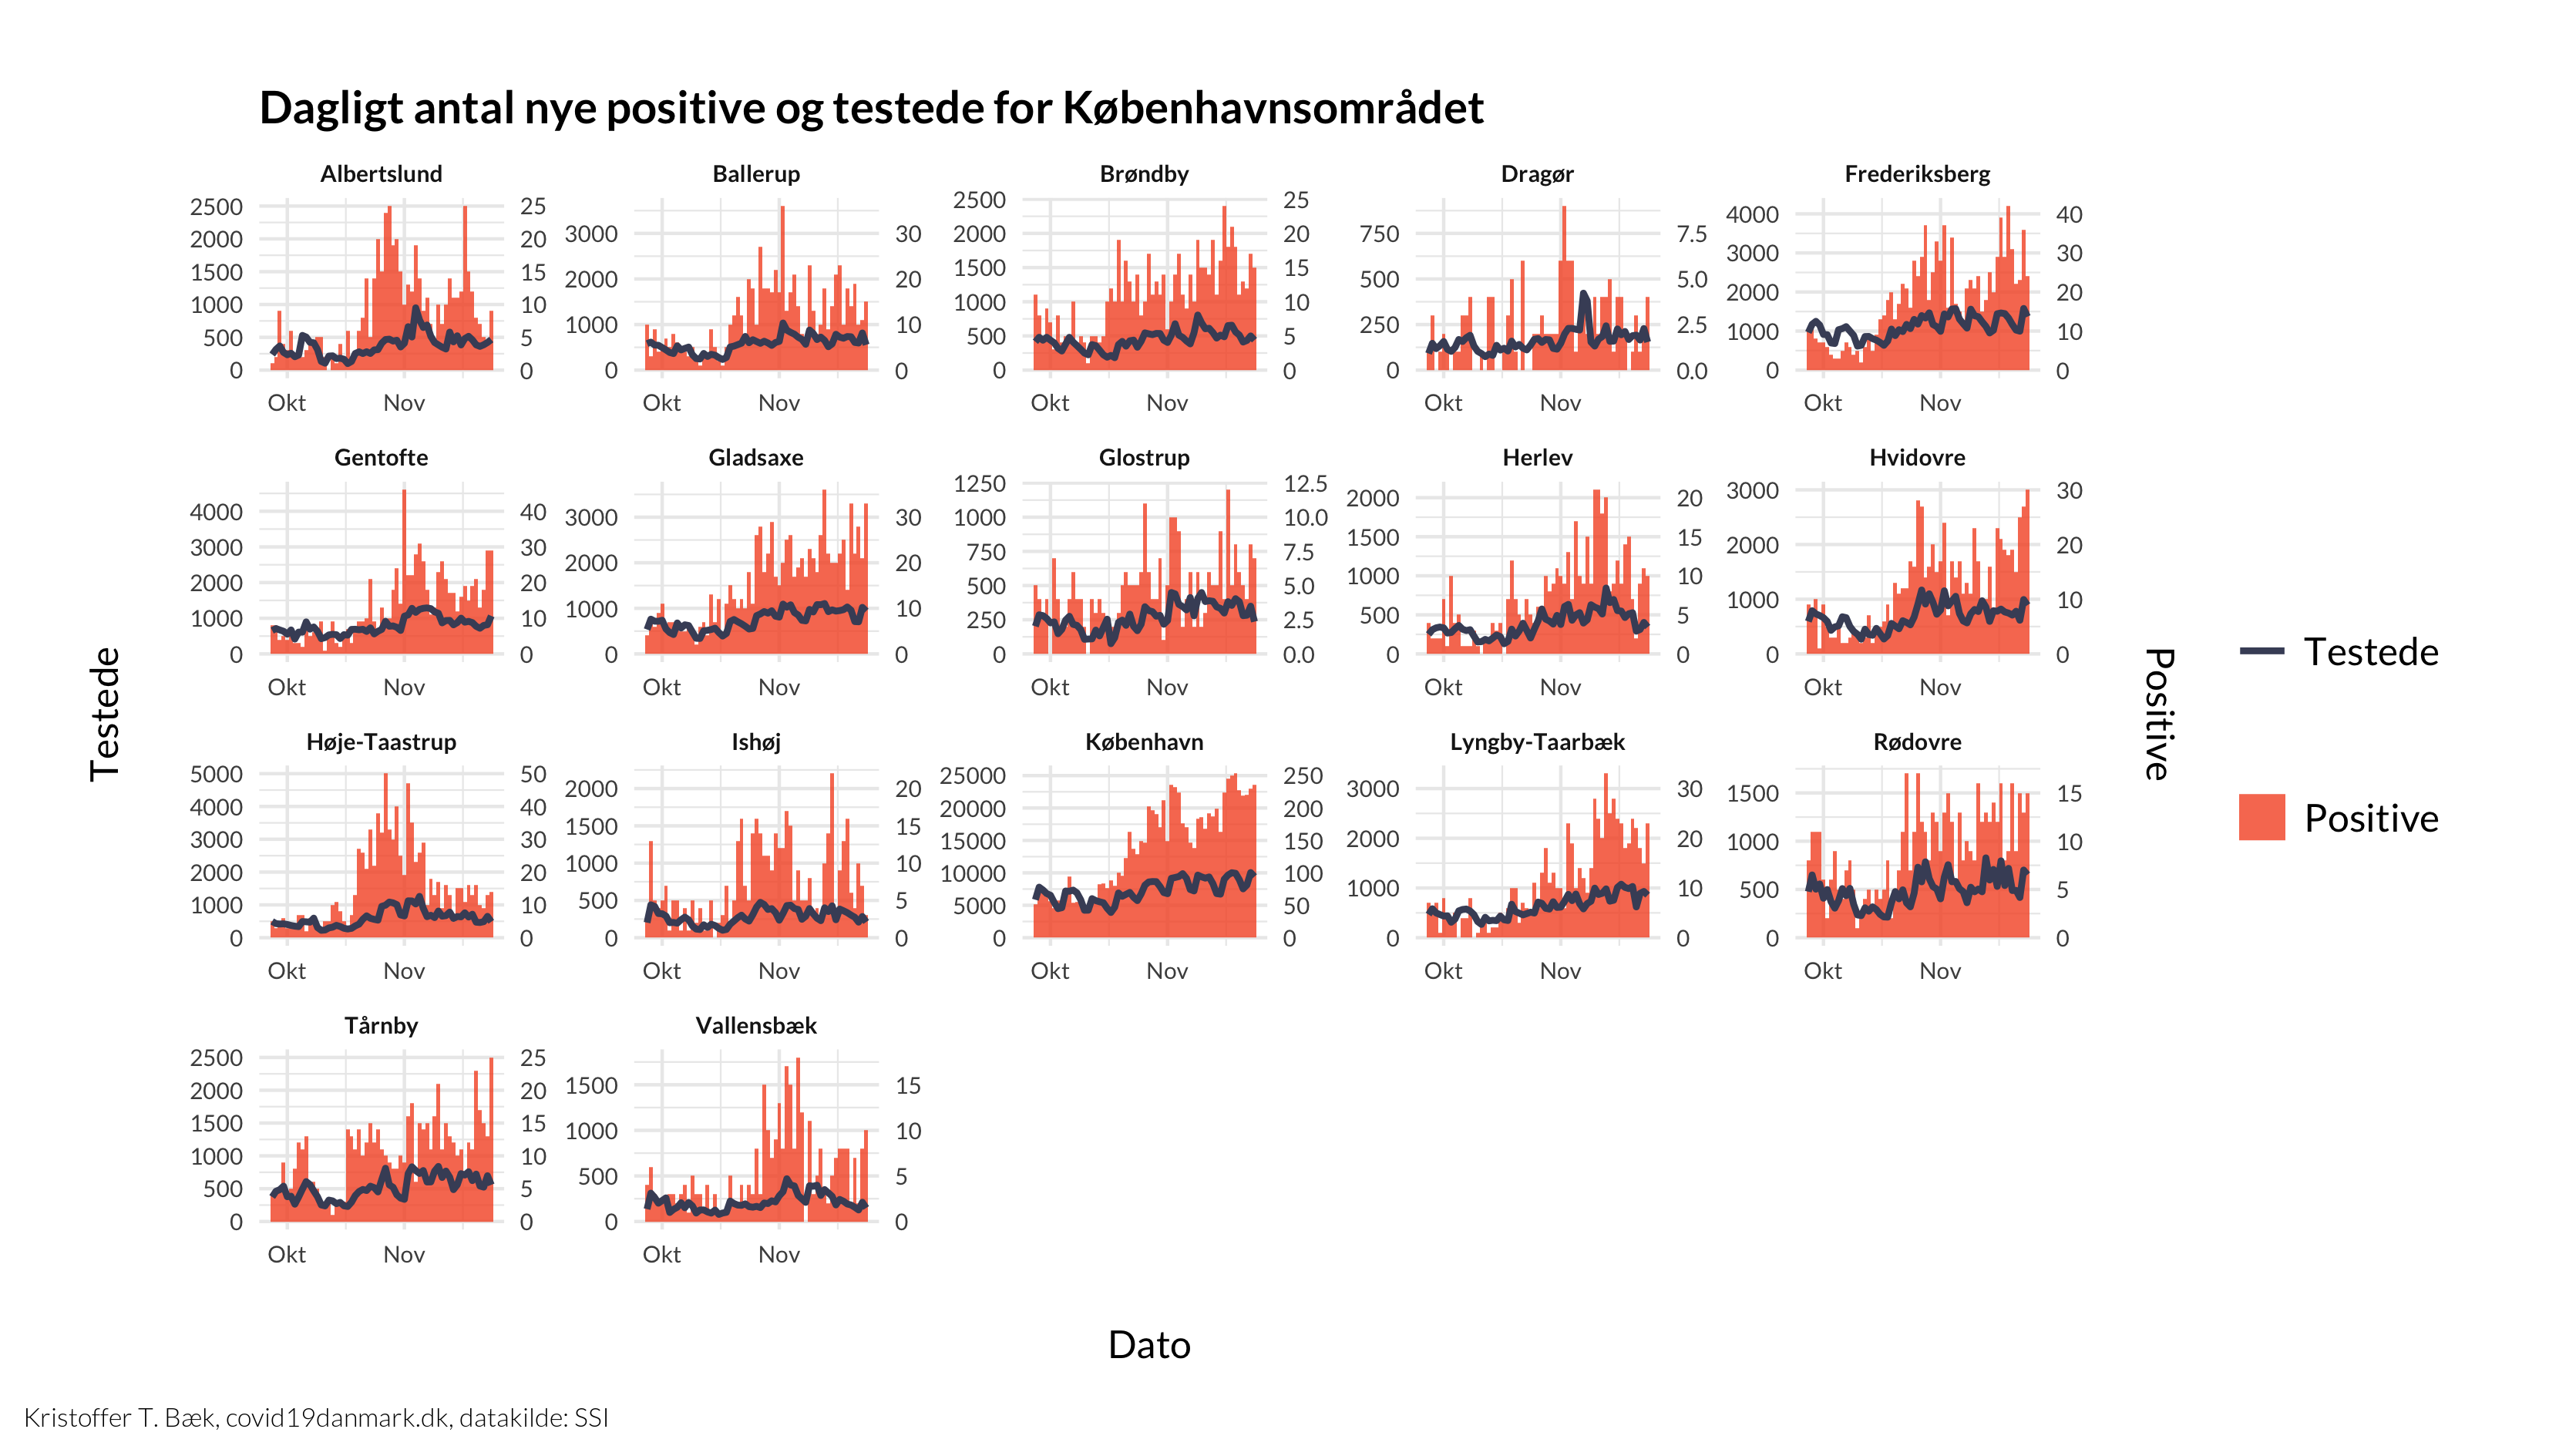 Dagligt antal nye positive og testede for Københavnsområdet
Albertslund Ballerup Brøndby Dragør Frederiksberg
2500 2000 1500 1000 500 0
25 20 15 10 5 0
3000 2000 1000 0
30 20 10 0
2500 2000 1500 1000 500 0
25 20 15 10 5 0
750 500 250 0
7.5 5.0 2.5 0.0
4000 3000 2000 1000 0
40 30 20 10 0
Okt Nov Okt Nov Okt Nov Okt Nov Okt Nov
Gentofte Gladsaxe Glostrup Herlev Hvidovre
4000 3000 2000 1000 0
40 30 20 10 0
3000 2000 1000 0
30 20 10 0
1250 1000 750 500 250 0
12.5 10.0 7.5 5.0 2.5 0.0
2000 1500 1000 500 0
20 15 10 5 0
3000 2000 1000 0
30 20 10 0
Okt Nov Okt Nov Okt Nov Okt Nov Okt Nov
Høje-Taastrup Ishøj København Lyngby-Taarbæk Rødovre
5000 4000 3000 2000 1000 0
50 40 30 20 10 0
2000 1500 1000 500 0
20 15 10 5 0
25000 20000 15000 10000 5000 0
250 200 150 100 50 0
3000 2000 1000 0
30 20 10 0
1500 1000 500 0
15 10 5 0
Okt Nov Okt Nov Okt Nov Okt Nov Okt Nov
Tårnby Vallensbæk
2500 2000 1500 1000 500 0
25 20 15 10 5 0
1500 1000 500 0
15 10 5 0
Okt Nov Okt Nov
Testede
Positive
Testede
Positive
Dato
Kristoffer T. Bæk, covid19danmark.dk, datakilde: SSI